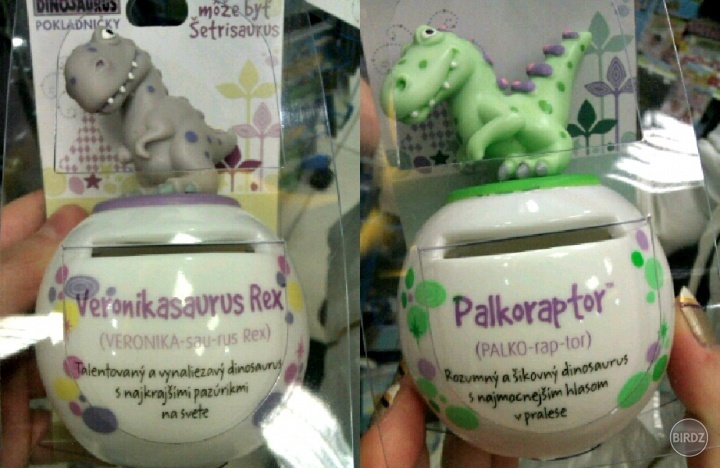 DINOSAURUS
POKLADNIČKY
môže byť
Šetrisaurus
Veronikasaurus Rex
(VERONIKA-sau-rus Rex)
Talentovaný a vynaliezavý dinosaurus
s najkrajšími pazúrikmi
na svete
Palkoraptor™
(PALKO-rap-tor)
Rozumný a šikovný dinosaurus
s najmocnejším hlasom
v pralese
BIRDZ